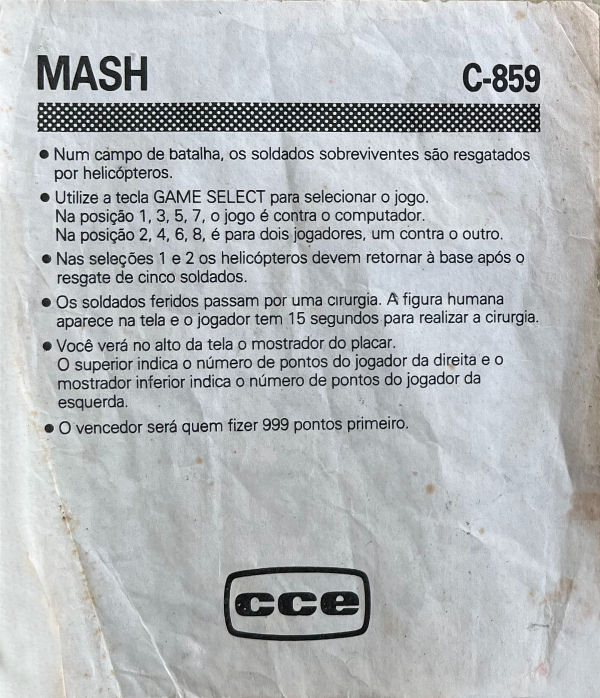 MASH
C-859
• Num campo de batalha, os soldados sobreviventes são resgatados
por helicópteros.
• Utilize a tecla GAME SELECT para selecionar o jogo.
Na posição 1, 3, 5, 7, o jogo é contra o computador.
Na posição 2, 4, 6, 8, é para dois jogadores, um contra o outro.
• Nas seleções 1 e 2 os helicópteros devem retornar à base após o
resgate de cinco soldados.
• Os soldados feridos passam por uma cirurgia. A figura humana
aparece na tela e o jogador tem 15 segundos para realizar a cirurgia.
• Você verá no alto da tela o mostrador do placar.
O superior indica o número de pontos do jogador da direita e o
mostrador inferior indica o número de pontos do jogador da
esquerda.
• O vencedor será quem fizer 999 pontos primeiro.
cce